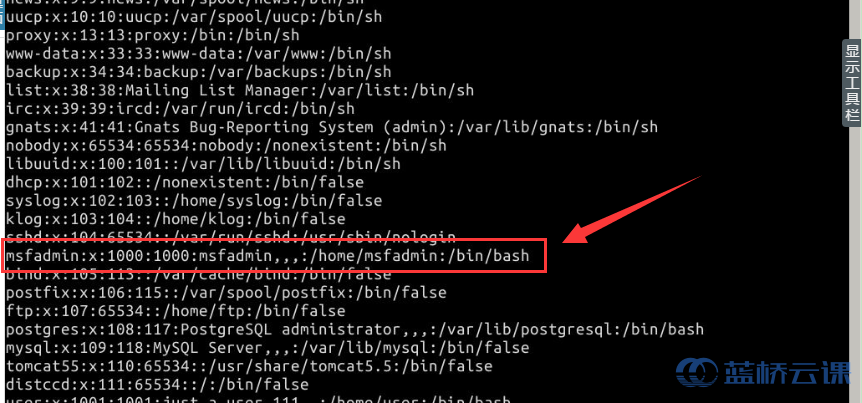 news:x:9:9:news:/var/spool/news:/bin/sh
uucp:x:10:10:uucp:/var/spool/uucp:/bin/sh
proxy:x:13:13:proxy:/bin:/bin/sh
www-data:x:33:33:www-data:/var/www:/bin/sh
backup:x:34:34:backup:/var/backups:/bin/sh
list:x:38:38:Mailing List Manager:/var/list:/bin/sh
irc:x:39:39:ircd:/var/run/ircd:/bin/sh
gnats:x:41:41:Gnats Bug-Reporting System (admin):/var/lib/gnats:/bin/sh
nobody:x:65534:65534:nobody:/nonexistent:/bin/sh
libuuid:x:100:101::/var/lib/libuuid:/bin/sh
dhcp:x:101:102::/nonexistent:/bin/false
syslog:x:102:103::/home/syslog:/bin/false
klog:x:103:104::/home/klog:/bin/false
sshd:x:104:65534::/var/run/sshd:/usr/sbin/nologin
msfadmin:x:1000:1000:msfadmin,,,:/home/msfadmin:/bin/bash
bind:x:105:113::/var/cache/bind:/bin/false
postfix:x:106:115::/var/spool/postfix:/bin/false
ftp:x:107:65534::/home/ftp:/bin/false
postgres:x:108:117:PostgreSQL administrator,,,:/var/lib/postgresql:/bin/bash
mysql:x:109:118:MySQL Server,,,:/var/lib/mysql:/bin/false
tomcat55:x:110:65534::/usr/share/tomcat5.5:/bin/false
distccd:x:111:65534::/:/bin/false
user:x:1001:1001:just a user,111,,:/home/user:/bin/bash
显示工具栏
蓝桥云课